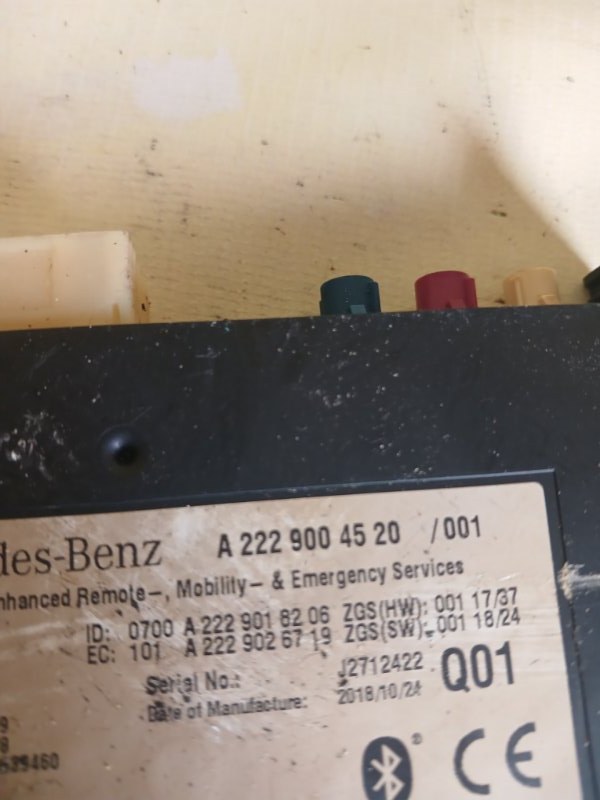 des-Benz A 222 900 45 20 /001
nhanced Remote-, Mobility- & Emergency Services
ID: 0700 A 222 901 82 06 ZGS(HW): 001 17/37
EC: 101 A 222 902 67 19 ZGS(SW): 001 18/24
Serial No.: J2712422 Q01
Date of Manufacture: 2018/10/24
9
8
CE